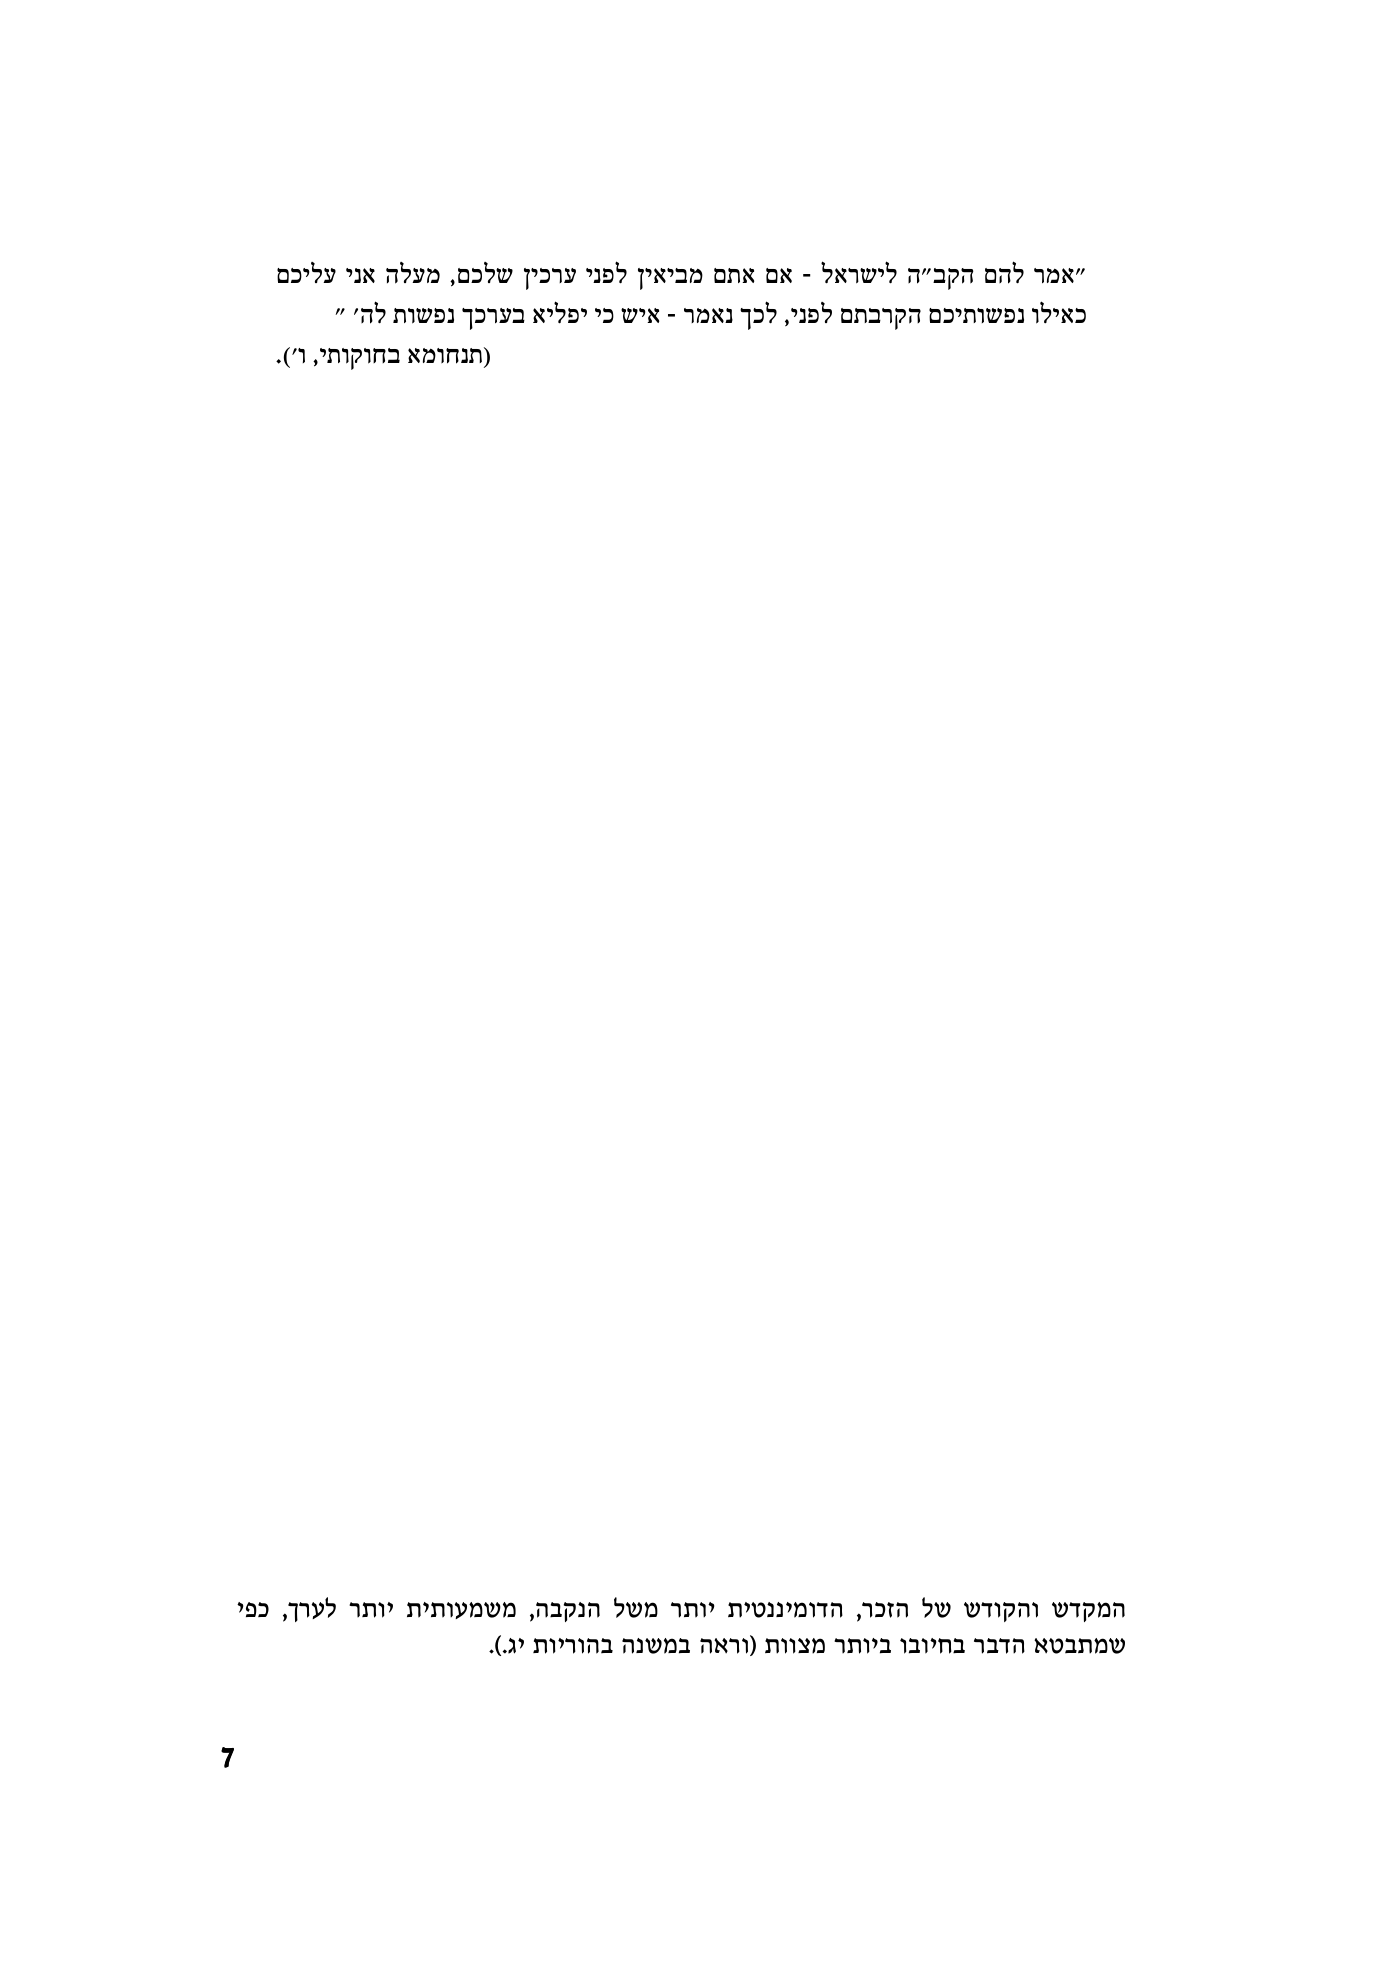 ״אמר להם הקב״ה לישראל - אם אתם מביאין לפני ערכין שלכם, מעלה אני עליכם
כאילו נפשותיכם הקרבתם לפני, לכך נאמר - איש כי יפליא בערכך נפשות לה׳ ״
(תנחומא בחוקותי, ו׳).
המקדש והקודש של הזכר, הדומיננטית יותר משל הנקבה, משמעותית יותר לערך, כפי
שמתבטא הדבר בחיובו ביותר מצוות (וראה במשנה בהוריות יג.).
7